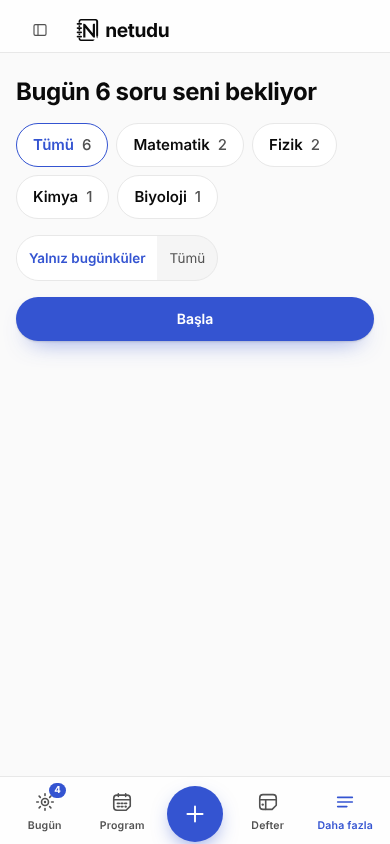 netudu
Bugün 6 soru seni bekliyor
Tümü 6 Matematik 2 Fizik 2
Kimya 1 Biyoloji 1
Yalnız bugünküler Tümü
Başla
4
Bugün Program Defter Daha fazla